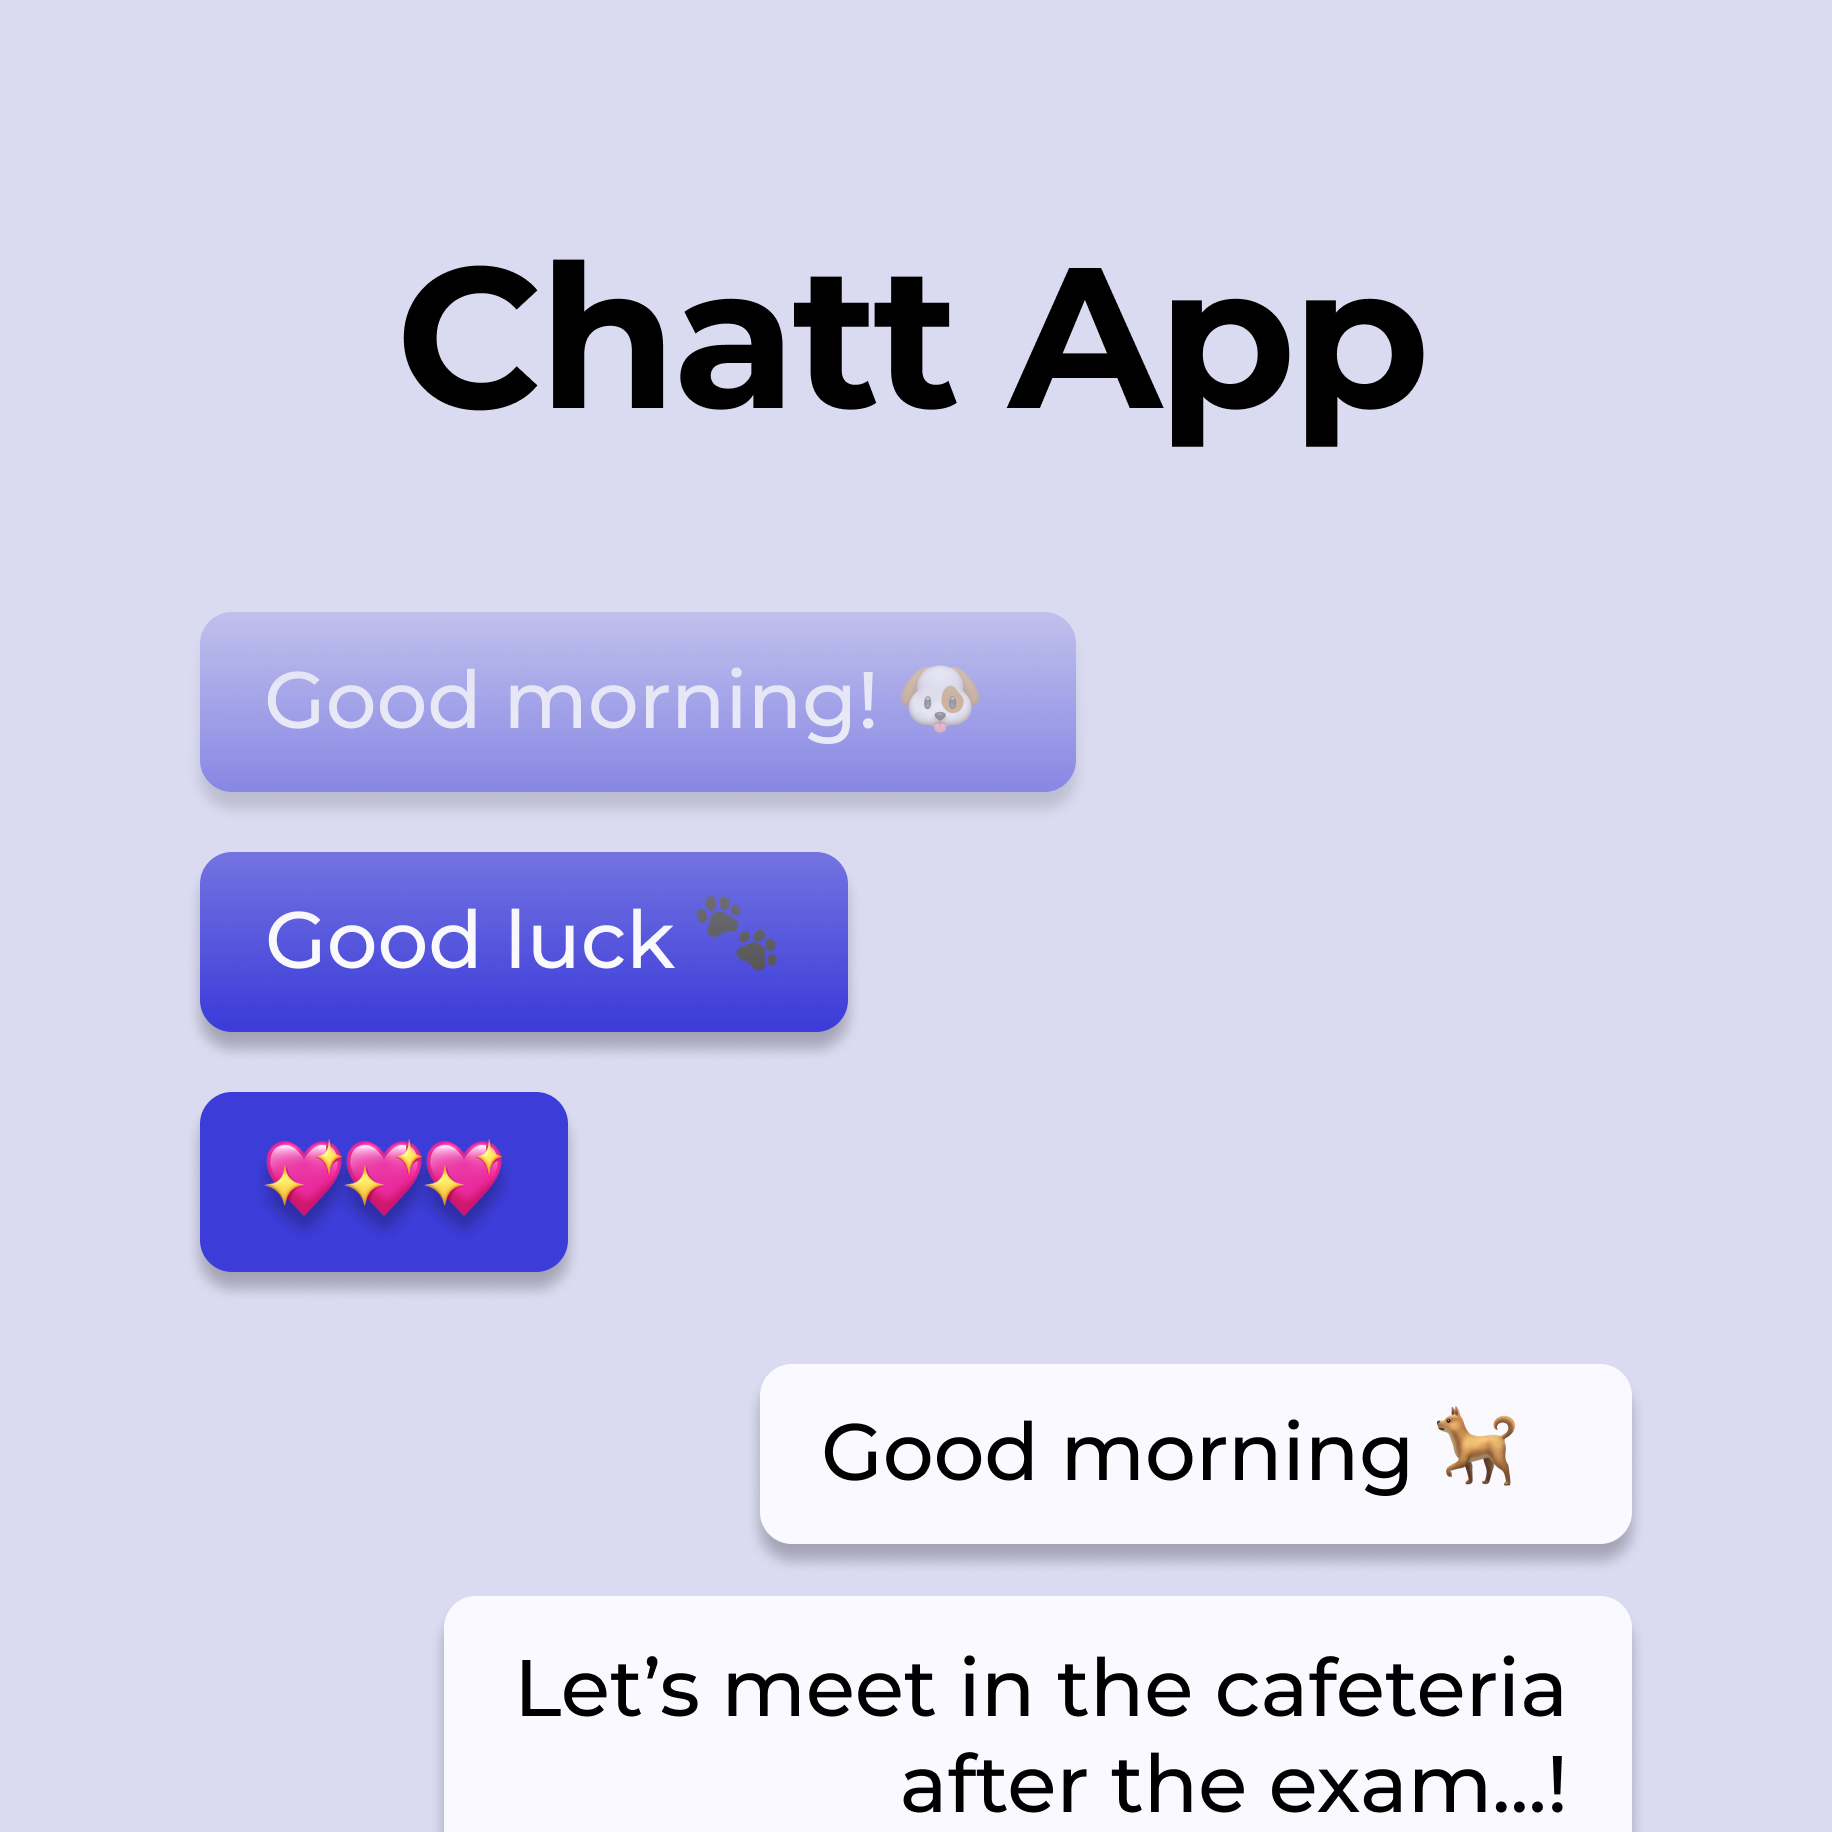 Chatt App
Good morning! 🐶
Good luck 🐾
💖💖💖
Good morning 🐕
Let’s meet in the cafeteria
after the exam...!